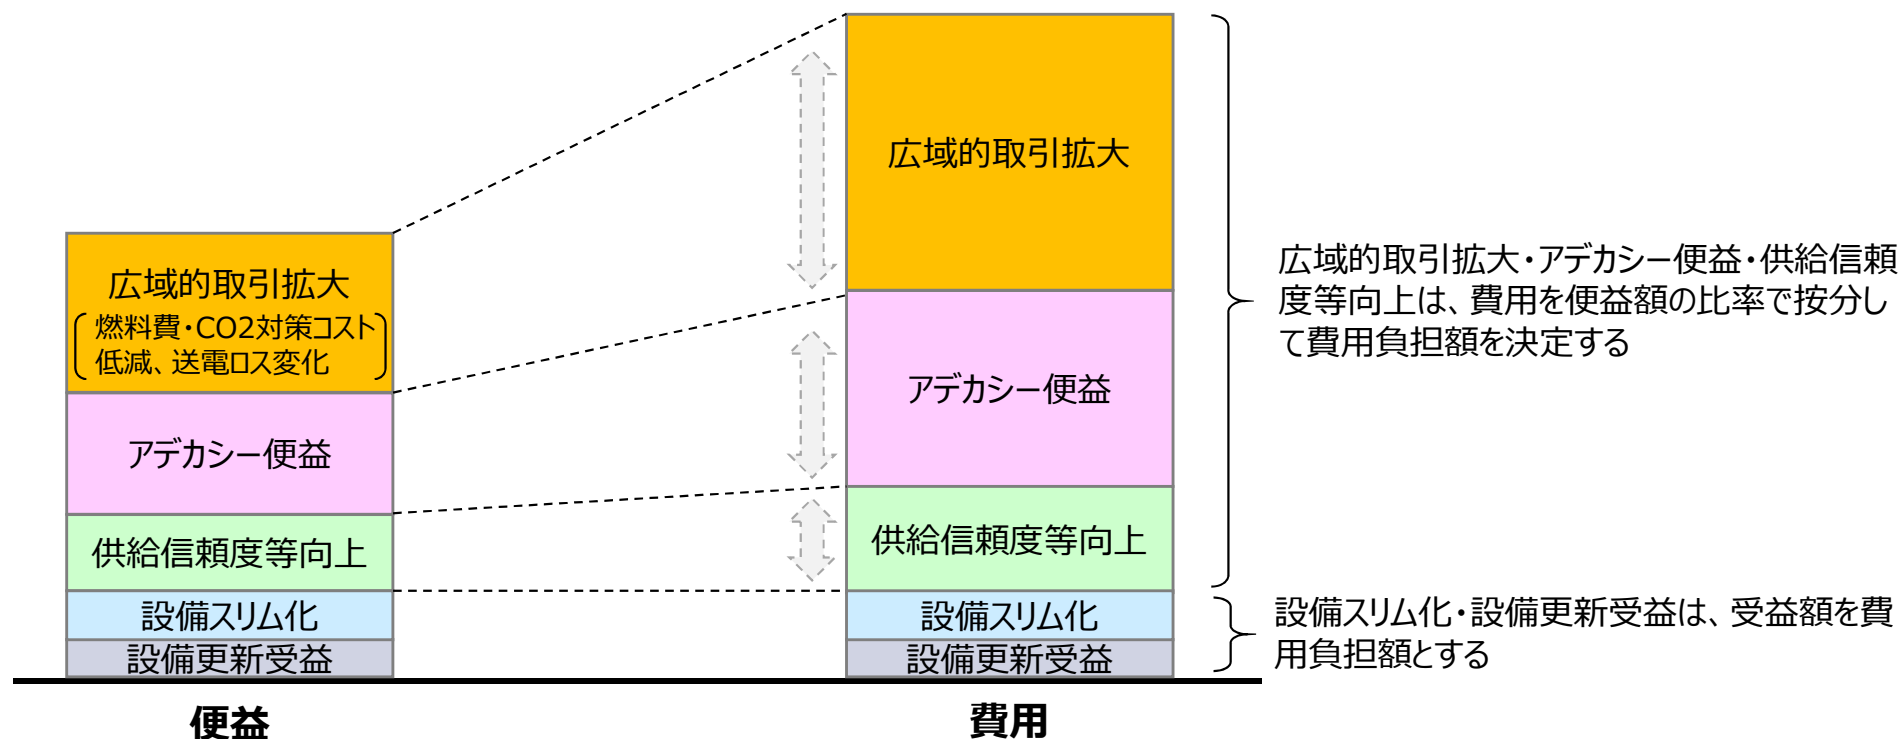 広域的取引拡大
燃料費・CO2対策コスト
低減、送電ロス変化
アデカシー便益
供給信頼度等向上
設備スリム化
設備更新受益
便益
広域的取引拡大
アデカシー便益
供給信頼度等向上
設備スリム化
設備更新受益
費用
広域的取引拡大・アデカシー便益・供給信頼
度等向上は、費用を便益額の比率で按分し
て費用負担額を決定する
設備スリム化・設備更新受益は、受益額を費
用負担額とする